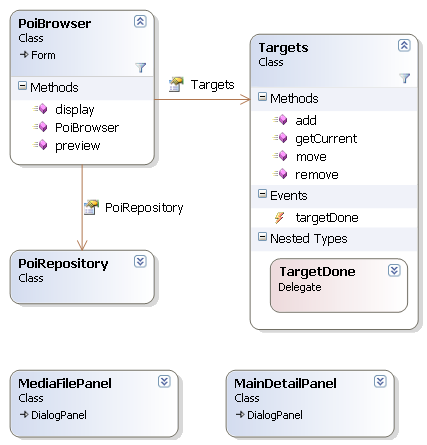 PoiBrowser
Class
Form
Methods
display
PoiBrowser
preview
Targets
Targets
Class
Methods
add
getCurrent
move
remove
Events
targetDone
Nested Types
TargetDone
Delegate
PoiRepository
PoiRepository
Class
MediaFilePanel
Class
DialogPanel
MainDetailPanel
Class
DialogPanel